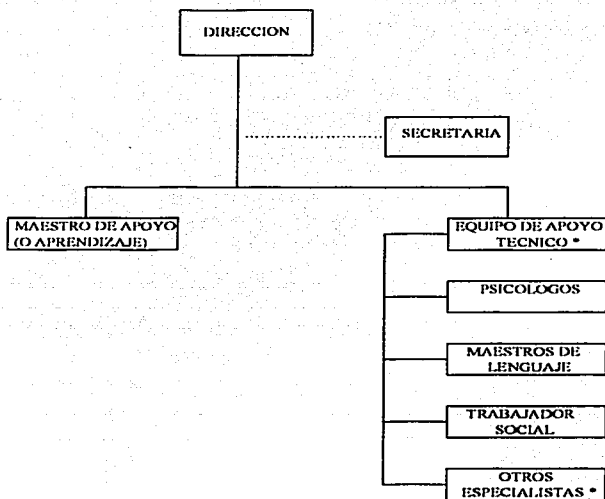 DIRECCION
SECRETARIA
MAESTRO DE APOYO
(O APRENDIZAJE)
EQUIPO DE APOYO
TECNICO *
PSICOLOGOS
MAESTROS DE
LENGUAJE
TRABAJADOR
SOCIAL
OTROS
ESPECIALISTAS *